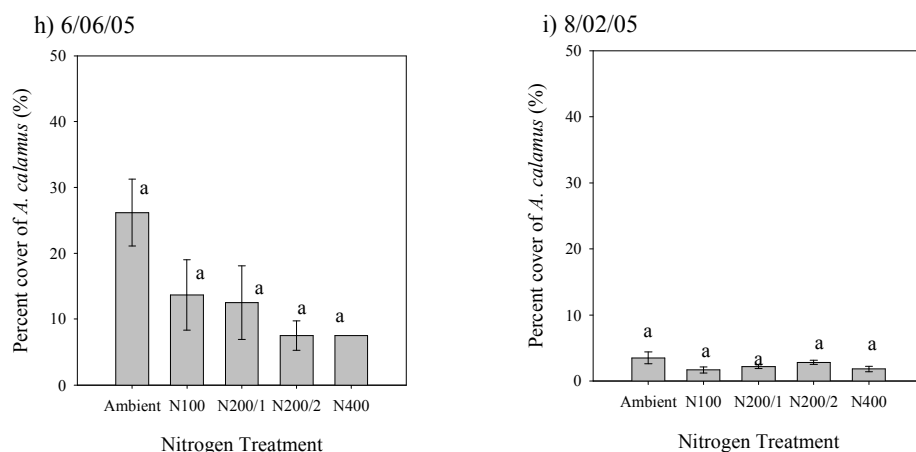 h) 6/06/05
Percent cover of A. calamus (%)
50
40
30
20
10
0
a
a
a
a
a
Ambient N100 N200/1 N200/2 N400
Nitrogen Treatment
i) 8/02/05
Percent cover of A. calamus (%)
50
40
30
20
10
0
a
a
a
a
a
Ambient N100 N200/1 N200/2 N400
Nitrogen Treatment